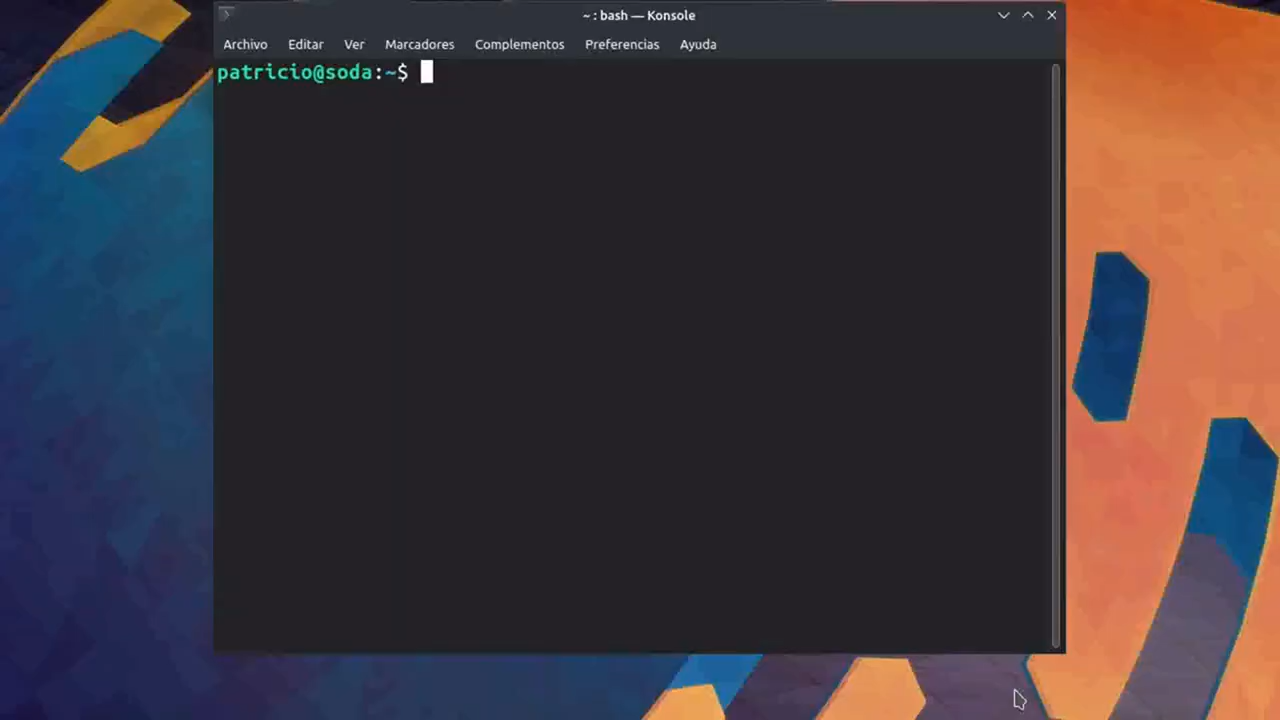 ~ : bash — Konsole
Archivo Editar Ver Marcadores Complementos Preferencias Ayuda
patricio@soda:~$